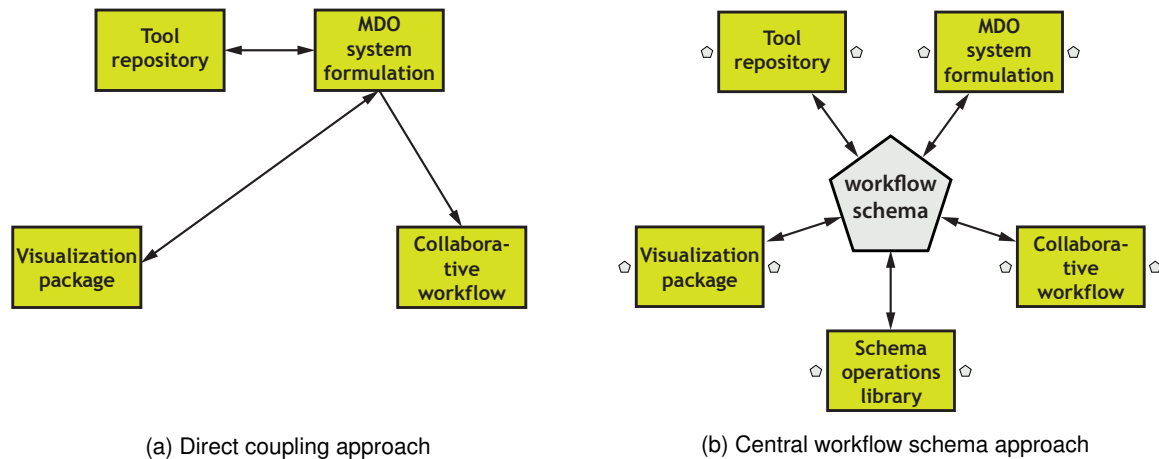 Tool
repository
MDO
system
formulation
Visualization
package
Collabora-
tive
workflow
(a) Direct coupling approach
Tool
repository
MDO
system
formulation
workflow
schema
Visualization
package
Collabora-
tive
workflow
Schema
operations
library
(b) Central workflow schema approach